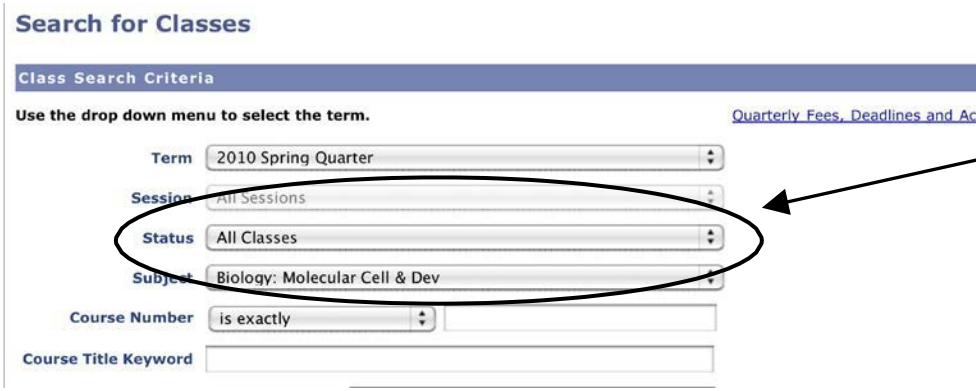 Search for Classes
Class Search Criteria
Use the drop down menu to select the term. Quarterly Fees, Deadlines and Ac
Term 2010 Spring Quarter
Session All Sessions
Status All Classes
Subject Biology: Molecular Cell & Dev
Course Number is exactly
Course Title Keyword